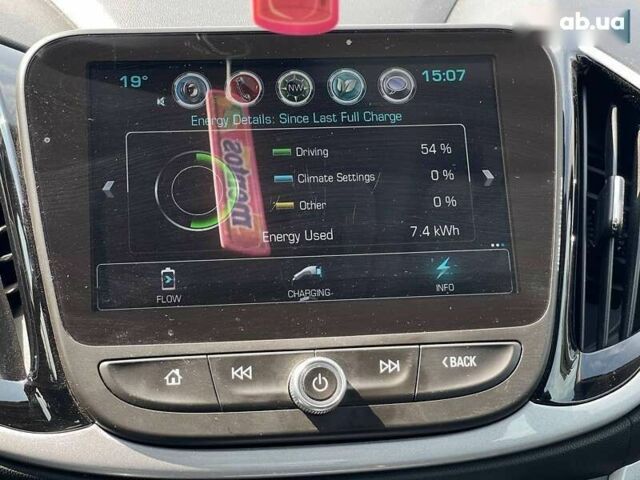 ab.ua
19° NW 15:07
Energy Details: Since Last Full Charge
Driving 54 %
Climate Settings 0 %
Other 0 %
Energy Used 7.4 kWh
FLOW CHARGING INFO
BACK
Mentos